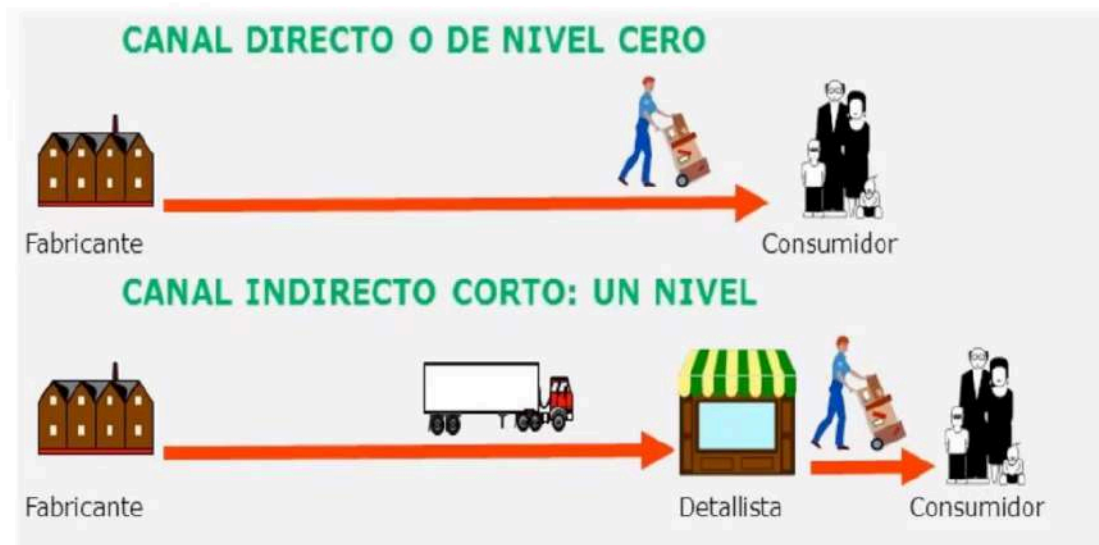 CANAL DIRECTO O DE NIVEL CERO
Fabricante
Consumidor
CANAL INDIRECTO CORTO: UN NIVEL
Fabricante
Detallista
Consumidor